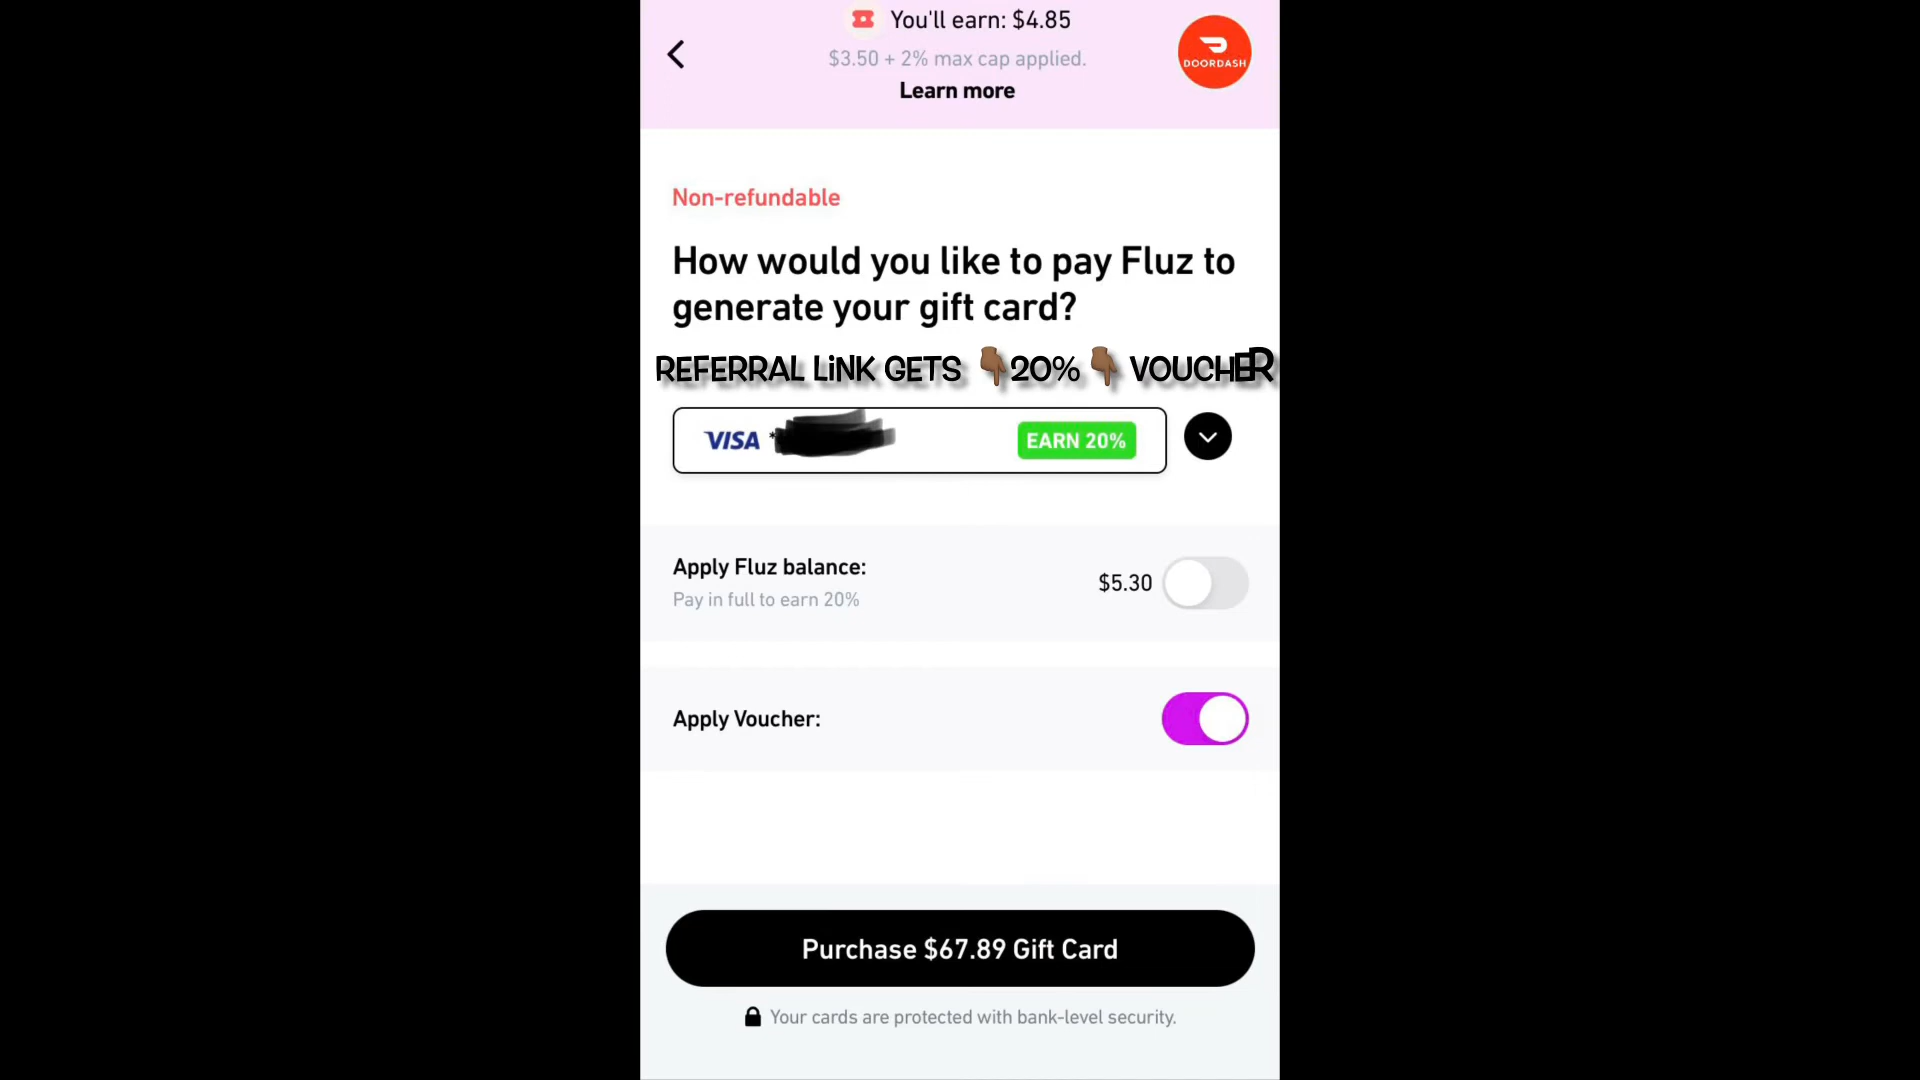 You'll earn: $4.85
$3.50 + 2% max cap applied.
Learn more
DOORDASH
Non-refundable
How would you like to pay Fluz to
generate your gift card?
REFERRAL LiNK GETS 👇🏾20%👇🏾 VOUCHER
VISA * EARN 20%
Apply Fluz balance:
$5.30
Pay in full to earn 20%
Apply Voucher:
Purchase $67.89 Gift Card
Your cards are protected with bank-level security.